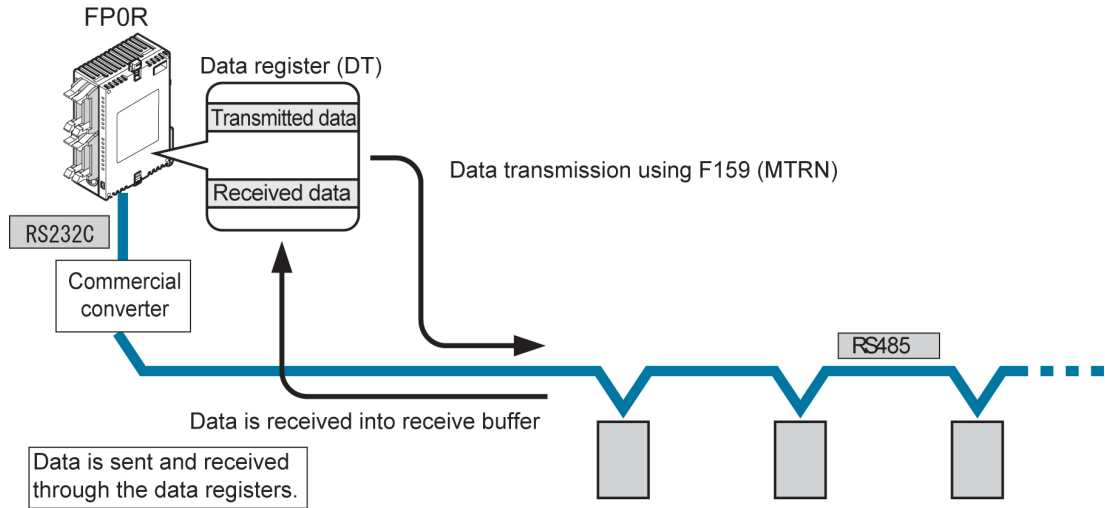 FP0R
Data register (DT)
Transmitted data
Received data
Data transmission using F159 (MTRN)
RS232C
Commercial
converter
RS485
Data is received into receive buffer
Data is sent and received
through the data registers.